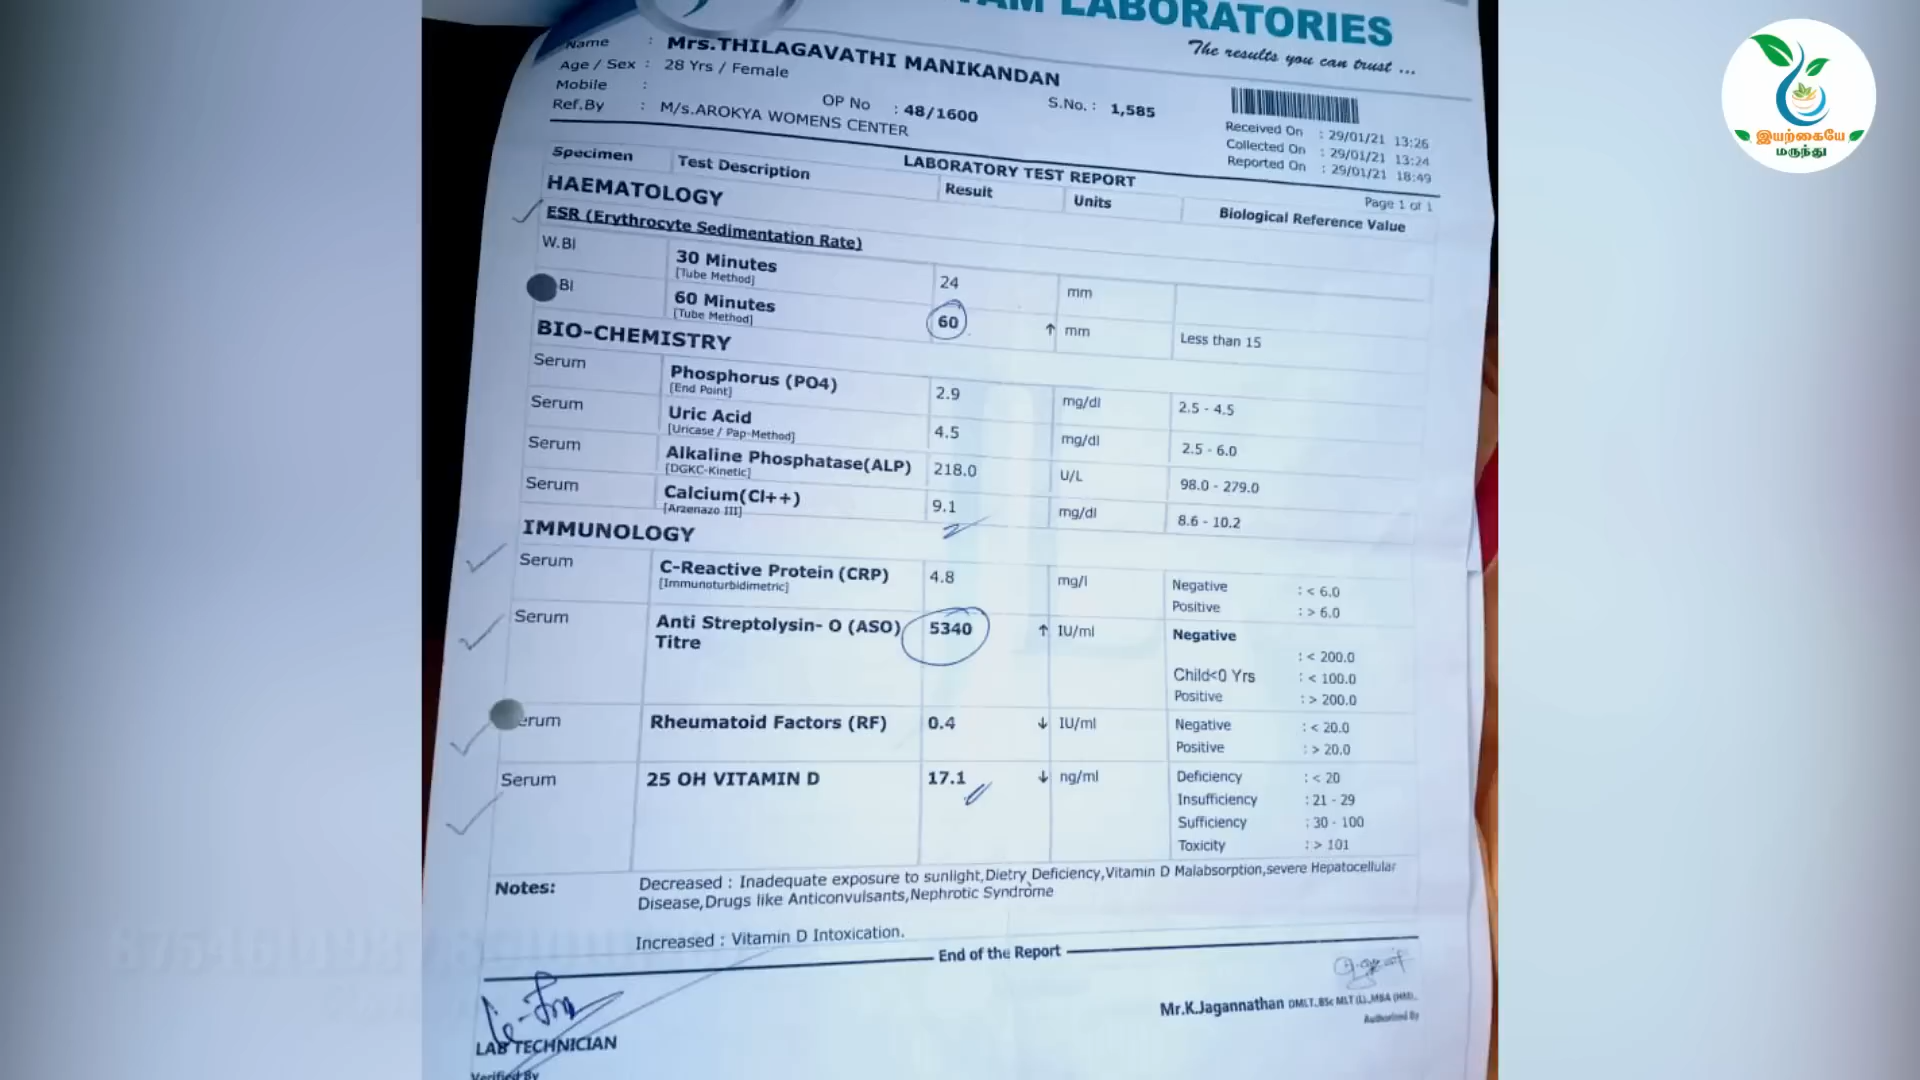 TAM LABORATORIES
The results you can trust ...
இயற்கையே
மருந்து
Name : Mrs.THILAGAVATHI MANIKANDAN
Age / Sex : 28 Yrs / Female
Mobile :
OP No : 48/1600
S.No. : 1,585
Ref.By : M/s.AROKYA WOMENS CENTER
Received On : 29/01/21 13:26
Collected On : 29/01/21 13:24
Reported On : 29/01/21 18:49
LABORATORY TEST REPORT
Page 1 of 1
Specimen Test Description Result Units Biological Reference Value
HAEMATOLOGY
ESR (Erythrocyte Sedimentation Rate)
W.Bl 30 Minutes 24 mm
[Tube Method]
Bl 60 Minutes 60 ↑ mm Less than 15
[Tube Method]
BIO-CHEMISTRY
Serum Phosphorus (PO4) 2.9 mg/dl 2.5 - 4.5
[End Point]
Serum Uric Acid 4.5 mg/dl 2.5 - 6.0
[Uricase / Pap-Method]
Serum Alkaline Phosphatase(ALP) 218.0 U/L 98.0 - 279.0
[DGKC-Kinetic]
Serum Calcium(Cl++) 9.1 mg/dl 8.6 - 10.2
[Arzenazo III]
IMMUNOLOGY
Serum C-Reactive Protein (CRP) 4.8 mg/l Negative : < 6.0
[Immunoturbidimetric] Positive : > 6.0
Serum Anti Streptolysin- O (ASO) 5340 ↑ IU/ml Negative
Titre : < 200.0
Child<0 Yrs : < 100.0
Positive : > 200.0
erum Rheumatoid Factors (RF) 0.4 ↓ IU/ml Negative : < 20.0
Positive : > 20.0
Serum 25 OH VITAMIN D 17.1 ↓ ng/ml Deficiency : < 20
Insufficiency : 21 - 29
Sufficiency : 30 - 100
Toxicity : > 101
Notes: Decreased : Inadequate exposure to sunlight,Dietry Deficiency,Vitamin D Malabsorption,severe Hepatocellular
Disease,Drugs like Anticonvulsants,Nephrotic Syndrome
Increased : Vitamin D Intoxication.
End of the Report
Mr.K.Jagannathan DMLT.,BSc MLT (L).,MBA (HM).,
Authorized By
LAB TECHNICIAN
Verified By